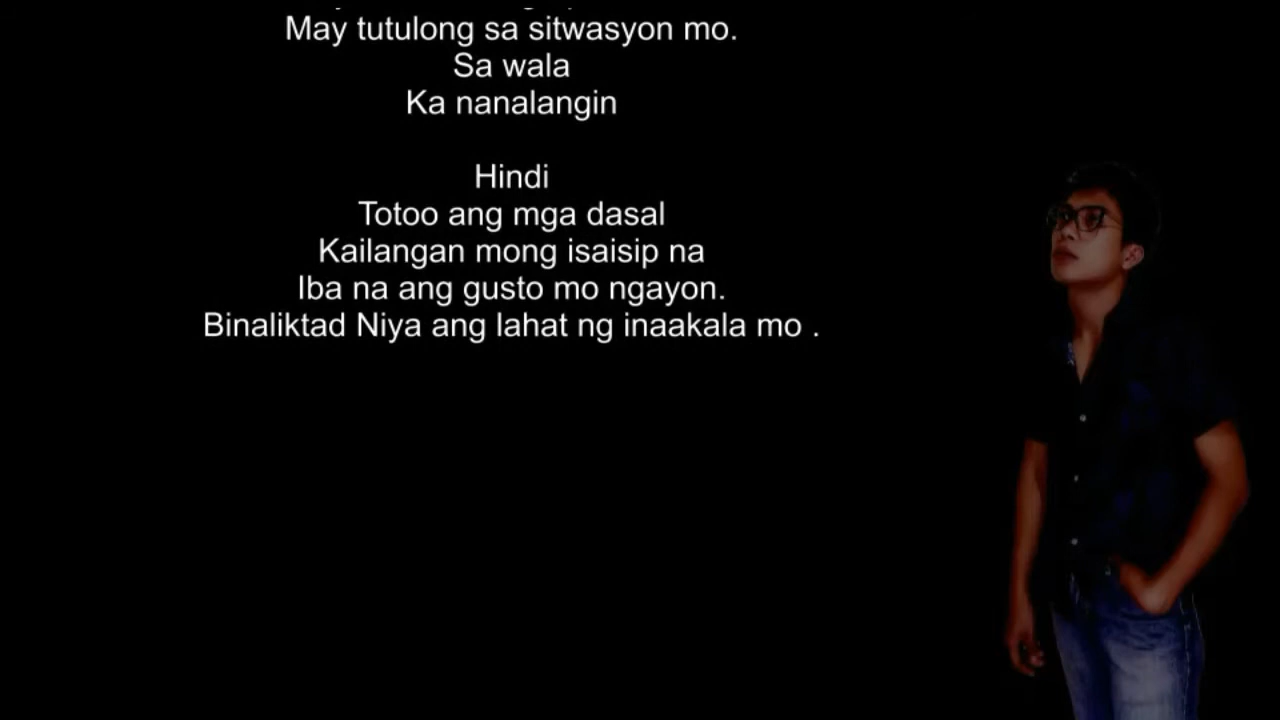 May tutulong sa sitwasyon mo.
Sa wala
Ka nanalangin
Hindi
Totoo ang mga dasal
Kailangan mong isaisip na
Iba na ang gusto mo ngayon.
Binaliktad Niya ang lahat ng inaakala mo .